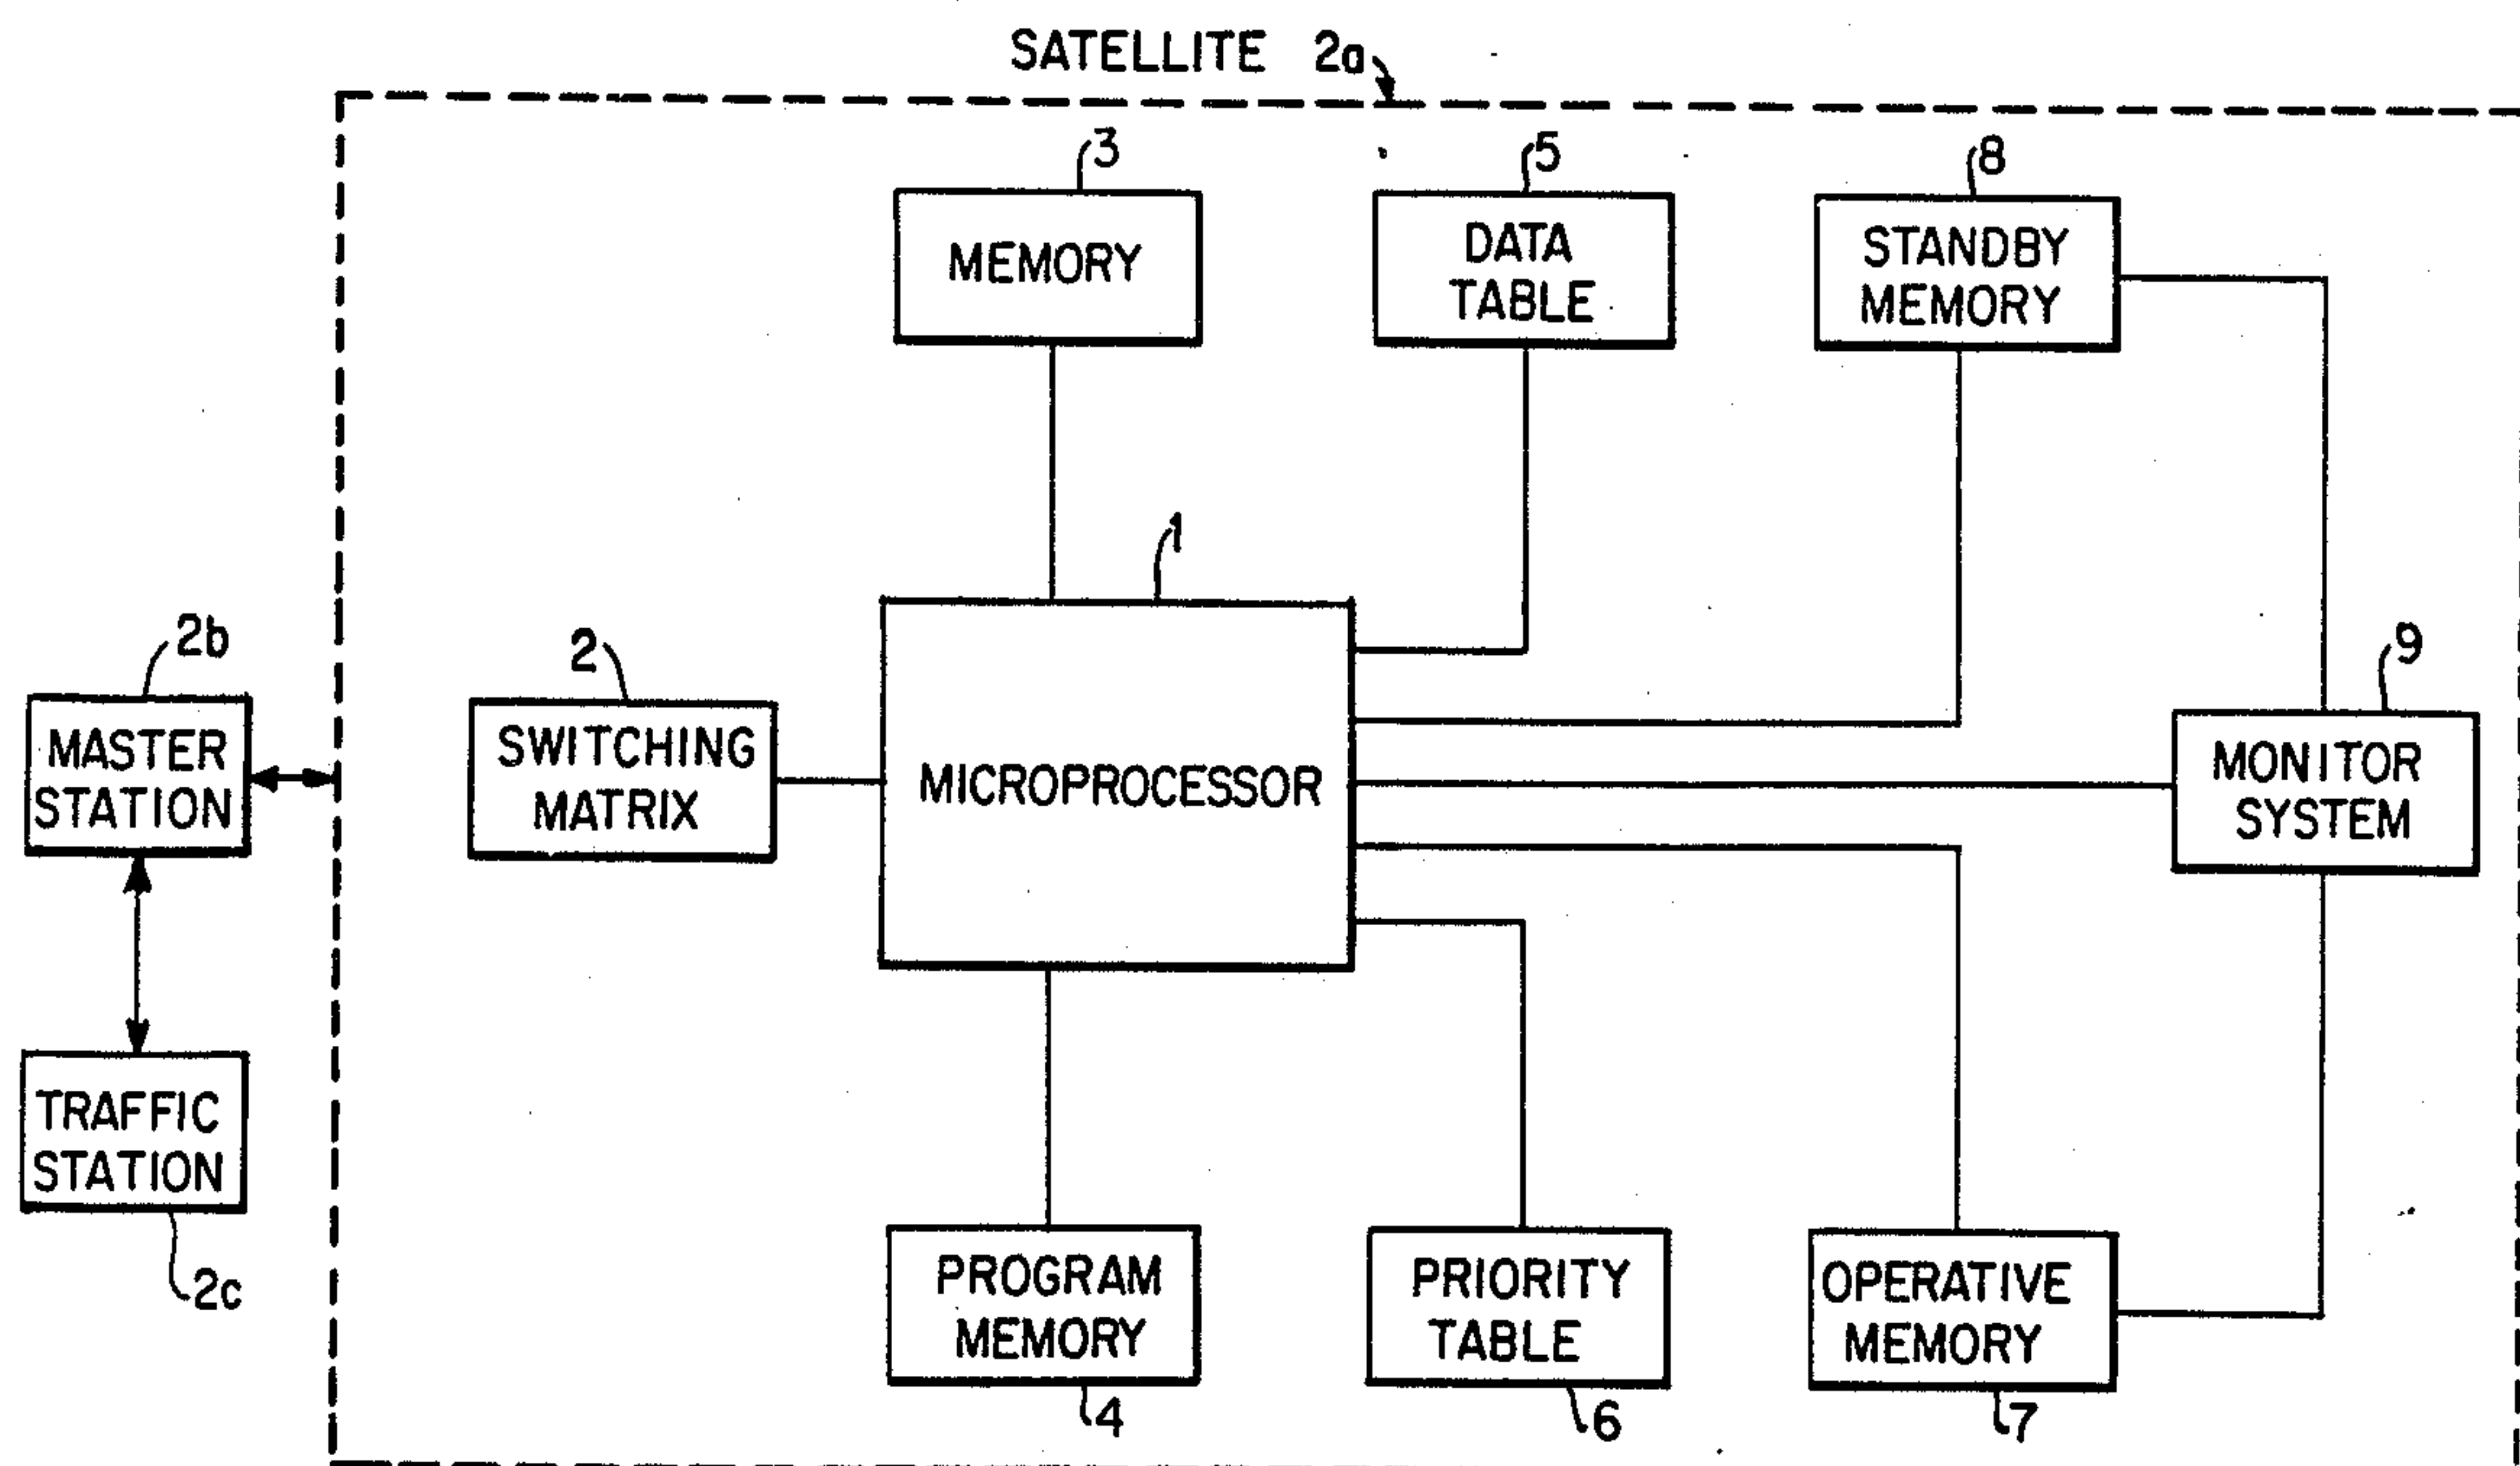 SATELLITE 2a
3
5
8
MEMORY
DATA
TABLE
STANDBY
MEMORY
1
2b
2
9
MASTER
STATION
SWITCHING
MATRIX
MICROPROCESSOR
MONITOR
SYSTEM
TRAFFIC
STATION
2c
PROGRAM
MEMORY
PRIORITY
TABLE
OPERATIVE
MEMORY
4
6
7